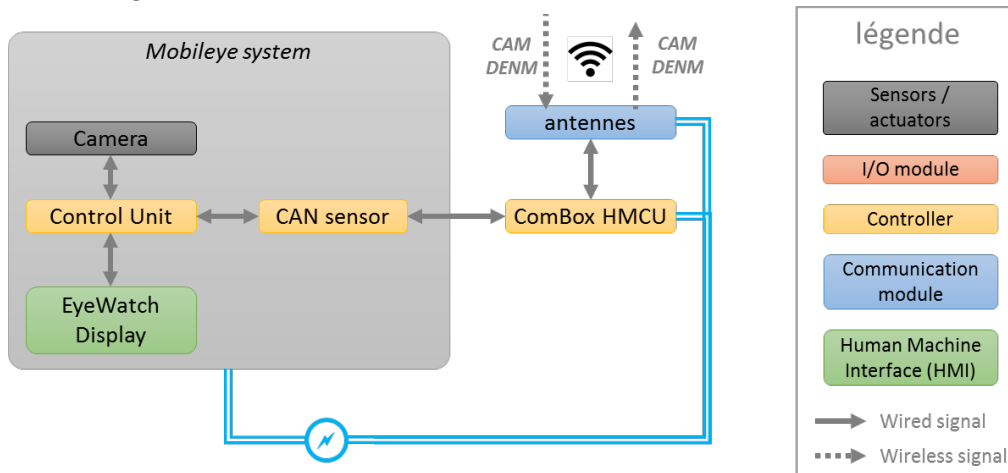 Mobileye system
CAM
DENM
CAM
DENM
antennes
Camera
Control Unit
CAN sensor
ComBox HMCU
EyeWatch
Display
légende
Sensors /
actuators
I/O module
Controller
Communication
module
Human Machine
Interface (HMI)
Wired signal
Wireless signal